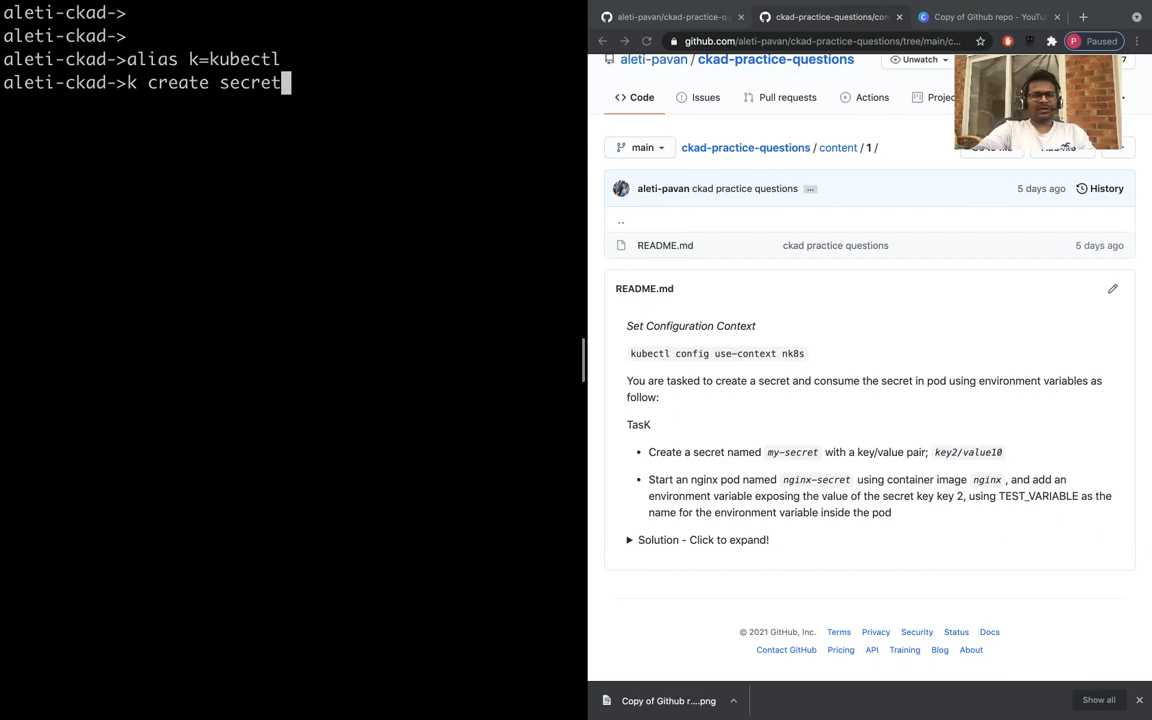 aleti-ckad->
aleti-ckad->
aleti-ckad->alias k=kubectl
aleti-ckad->k create secret
aleti-pavan/ckad-practice-q
ckad-practice-questions/con
Copy of Github repo - YouTu
github.com/aleti-pavan/ckad-practice-questions/tree/main/c...
P Paused
aleti-pavan / ckad-practice-questions
Unwatch
7
Code
Issues
Pull requests
Actions
Projec
main
ckad-practice-questions / content / 1 /
aleti-pavan ckad practice questions ...
5 days ago
History
..
README.md
ckad practice questions
5 days ago
README.md
Set Configuration Context
kubectl config use-context nk8s
You are tasked to create a secret and consume the secret in pod using environment variables as
follow:
TasK
• Create a secret named my-secret with a key/value pair; key2/value10
• Start an nginx pod named nginx-secret using container image nginx , and add an
environment variable exposing the value of the secret key key 2, using TEST_VARIABLE as the
name for the environment variable inside the pod
Solution - Click to expand!
© 2021 GitHub, Inc.
Terms
Privacy
Security
Status
Docs
Contact GitHub
Pricing
API
Training
Blog
About
Copy of Github r....png
Show all